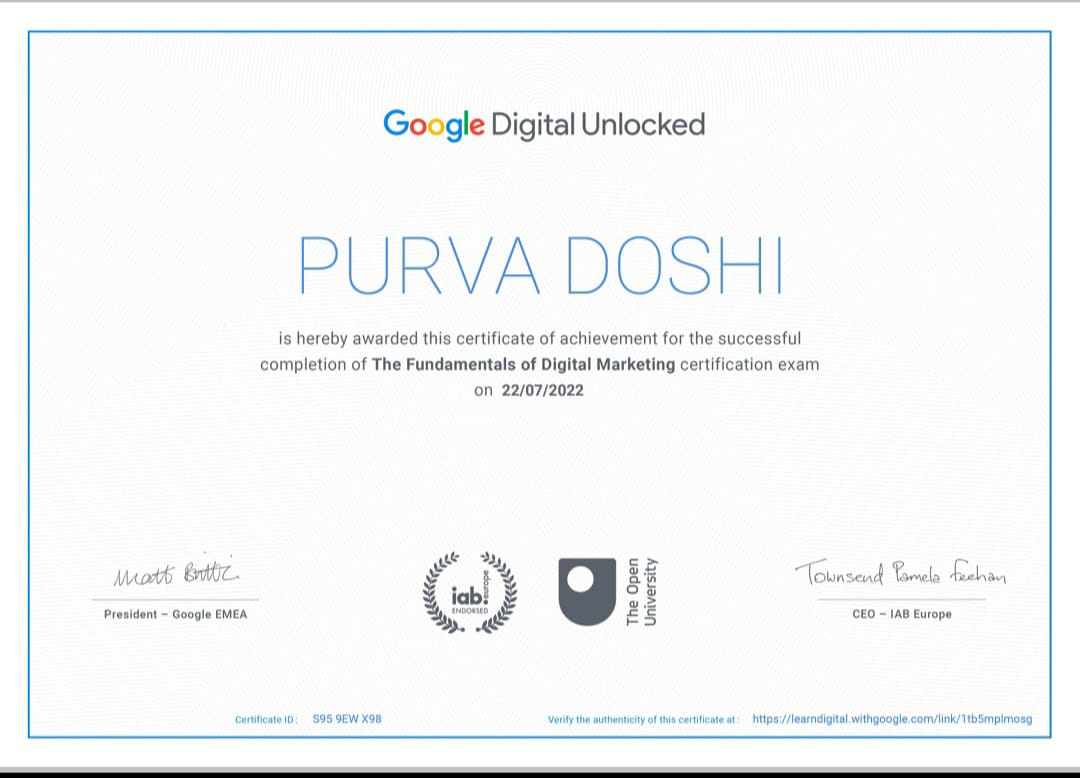 Google Digital Unlocked
PURVA DOSHI
is hereby awarded this certificate of achievement for the successful
completion of The Fundamentals of Digital Marketing certification exam
on 22/07/2022
Matt Brittin
President – Google EMEA
iab.europe
ENDORSED
The Open
University
Townsend Pamela Feehan
CEO – IAB Europe
Certificate ID: S95 9EW X98
Verify the authenticity of this certificate at: https://learndigital.withgoogle.com/link/1tb5mplmosg